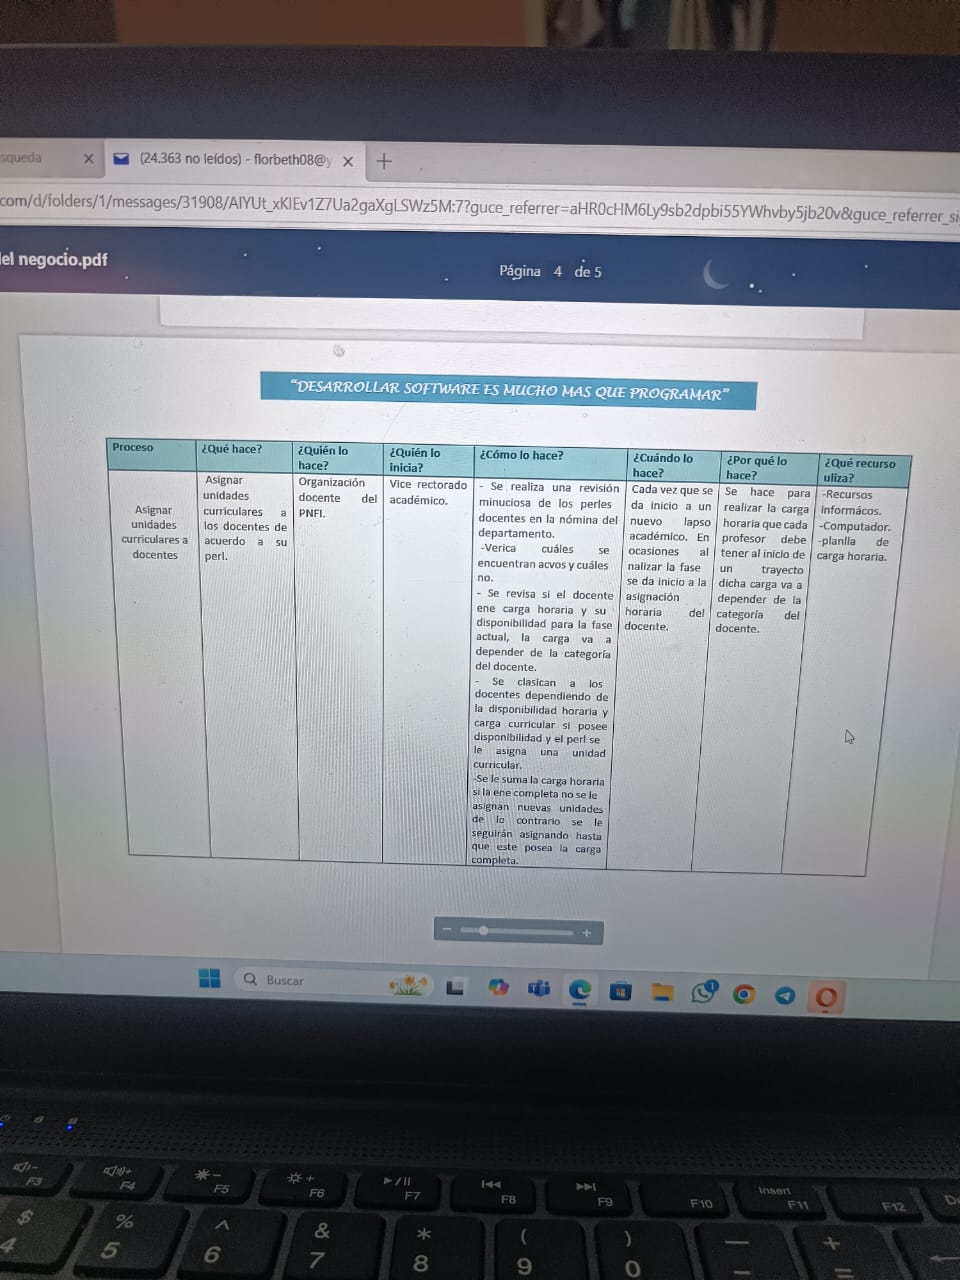 squeda
(24.363 no leídos) - florbeth08@y
com/d/folders/1/messages/31908/AIYUt_xKIEv1Z7Ua2gaXgLSWz5M:7?guce_referrer=aHR0cHM6Ly9sb2dpbi55YWhvby5jb20v&guce_referrer_si
el negocio.pdf
Página 4 de 5
“DESARROLLAR SOFTWARE ES MUCHO MAS QUE PROGRAMAR”
Proceso
Asignar
unidades
curriculares a
docentes
¿Qué hace?
Asignar
unidades
curriculares a
los docentes de
acuerdo a su
perl.
¿Quién lo
hace?
Organización
docente del
PNFI.
¿Quién lo
inicia?
Vice rectorado
académico.
¿Cómo lo hace?
- Se realiza una revisión
minuciosa de los perles
docentes en la nómina del
departamento.
-Verica cuáles se
encuentran acvos y cuáles
no.
- Se revisa si el docente
ene carga horaria y su
disponibilidad para la fase
actual, la carga va a
depender de la categoría
del docente.
- Se clasican a los
docentes dependiendo de
la disponibilidad horaria y
carga curricular si posee
disponibilidad y el perl se
le asigna una unidad
curricular.
-Se le suma la carga horaria
si la ene completa no se le
asignan nuevas unidades
de lo contrario se le
seguirán asignando hasta
que este posea la carga
completa.
¿Cuándo lo
hace?
Cada vez que se
da inicio a un
nuevo lapso
académico. En
ocasiones al
nalizar la fase
se da inicio a la
asignación
horaria del
docente.
¿Por qué lo
hace?
Se hace para
realizar la carga
horaria que cada
profesor debe
tener al inicio de
un trayecto
dicha carga va a
depender de la
categoría del
docente.
¿Qué recurso
uliza?
-Recursos
informácos.
-Computador.
-planlla de
carga horaria.
Buscar
1
F3
F4
F5
F6
F7
F8
F9
F10
Insert
F11
F12
$
4
%
5
^
6
&
7
*
8
(
9
)
0
—
+
=